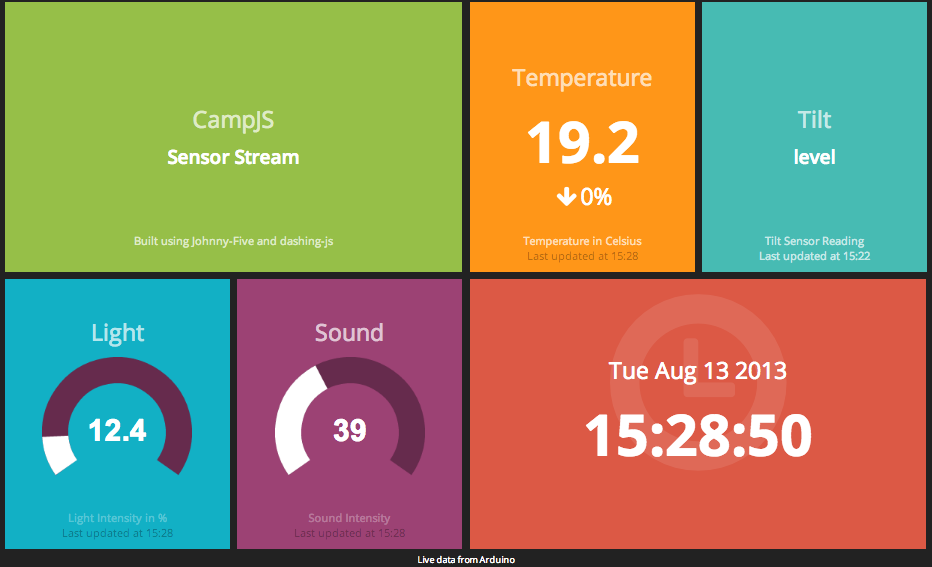 CampJS
Sensor Stream
Built using Johnny-Five and dashing-js
Temperature
19.2
0%
Temperature in Celsius
Last updated at 15:28
Tilt
level
Tilt Sensor Reading
Last updated at 15:22
Light
12.4
Light Intensity in %
Last updated at 15:28
Sound
39
Sound Intensity
Last updated at 15:28
Tue Aug 13 2013
15:28:50
Live data from Arduino